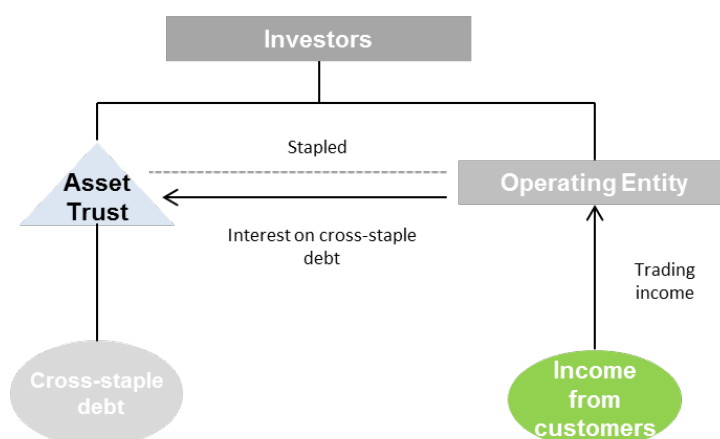 Investors
Stapled
Asset
Trust
Operating Entity
Interest on cross-staple
debt
Trading
income
Cross-staple
debt
Income
from
customers